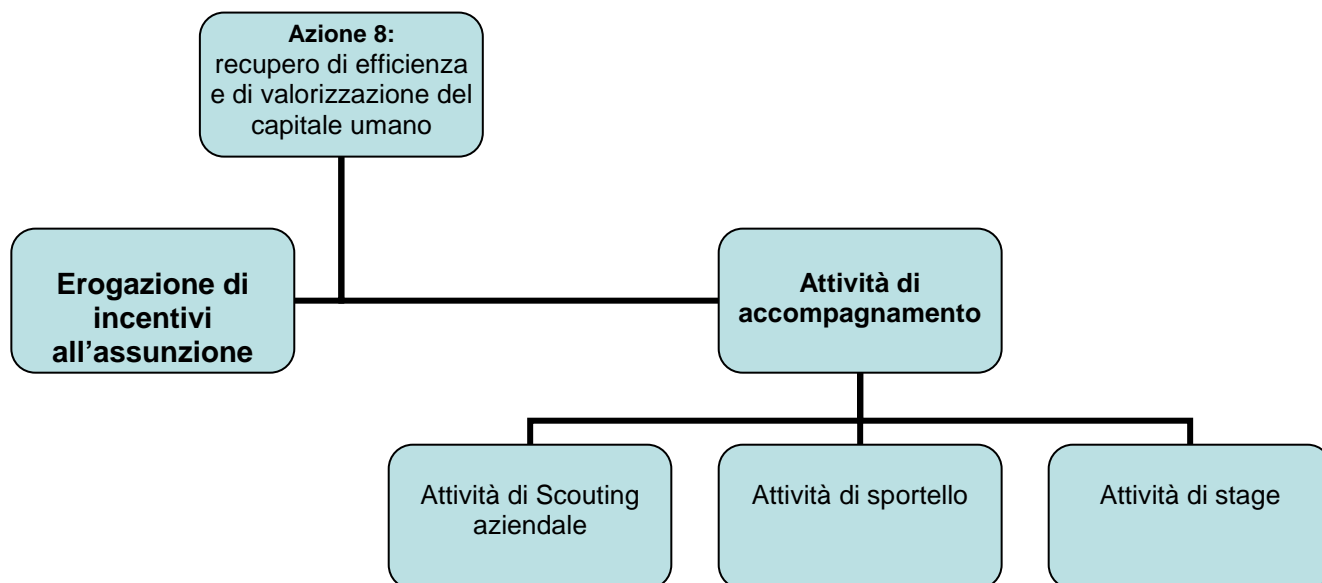 Azione 8:
recupero di efficienza
e di valorizzazione del
capitale umano
Erogazione di
incentivi
all’assunzione
Attività di
accompagnamento
Attività di Scouting
aziendale
Attività di sportello
Attività di stage